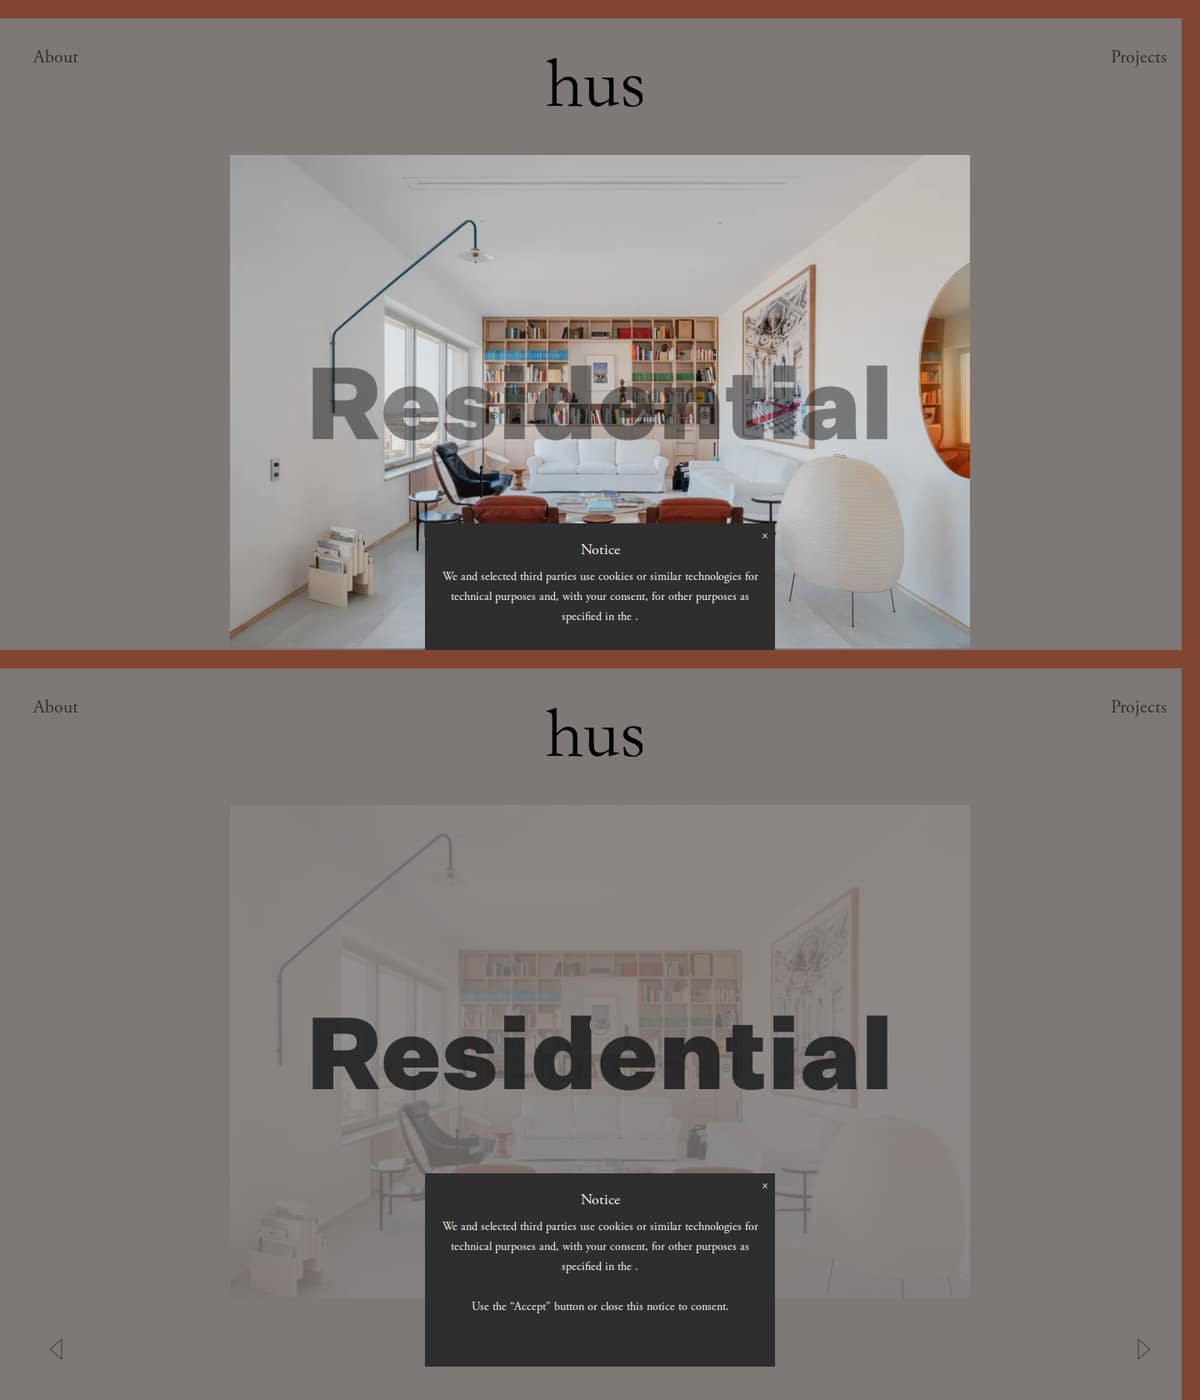 About
hus
Projects
Residential
×
Notice
We and selected third parties use cookies or similar technologies for
technical purposes and, with your consent, for other purposes as
specified in the .
About
hus
Projects
Residential
×
Notice
We and selected third parties use cookies or similar technologies for
technical purposes and, with your consent, for other purposes as
specified in the .
Use the “Accept” button or close this notice to consent.